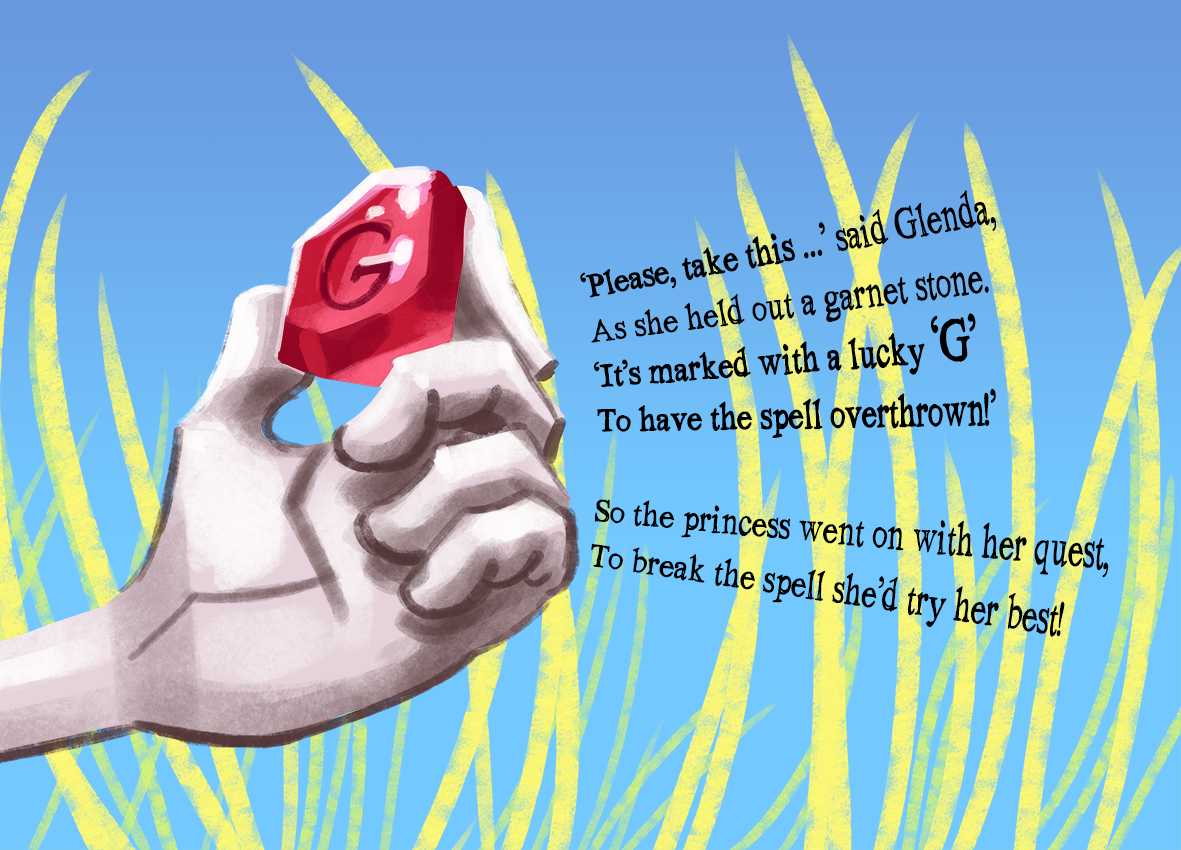 G
‘Please, take this ...’ said Glenda,
As she held out a garnet stone.
‘It’s marked with a lucky ‘G’
To have the spell overthrown!’
So the princess went on with her quest,
To break the spell she’d try her best!